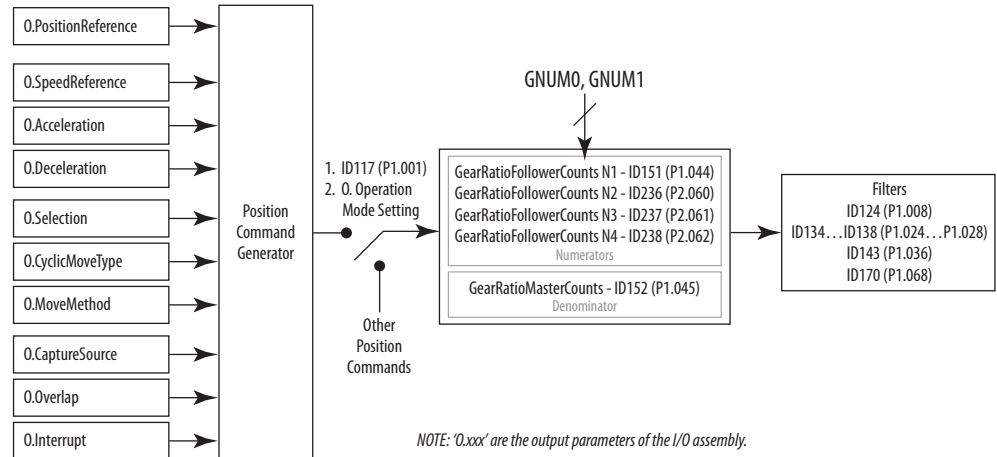 O.PositionReference
O.SpeedReference
O.Acceleration
O.Deceleration
O.Selection
O.CyclicMoveType
O.MoveMethod
O.CaptureSource
O.Overlap
O.Interrupt
Position
Command
Generator
1. ID117 (P1.001)
2. O. Operation
Mode Setting
Other
Position
Commands
GNUM0, GNUM1
GearRatioFollowerCounts N1 - ID151 (P1.044)
GearRatioFollowerCounts N2 - ID236 (P2.060)
GearRatioFollowerCounts N3 - ID237 (P2.061)
GearRatioFollowerCounts N4 - ID238 (P2.062)
Numerators
GearRatioMasterCounts - ID152 (P1.045)
Denominator
Filters
ID124 (P1.008)
ID134…ID138 (P1.024…P1.028)
ID143 (P1.036)
ID170 (P1.068)
NOTE: ‘O.xxx’ are the output parameters of the I/O assembly.